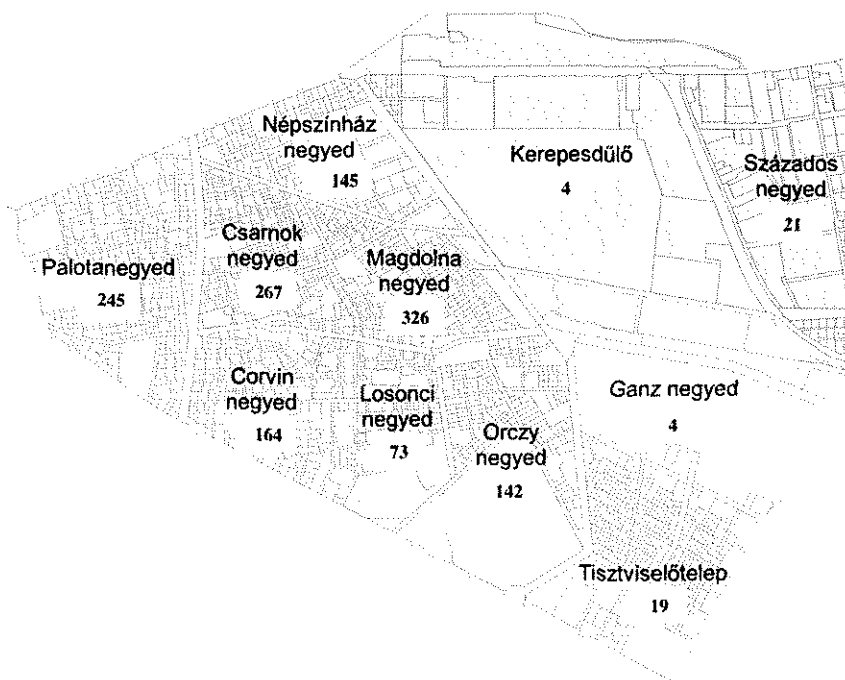 Népszínház
negyed
145
Kerepesdűlő
4
Százados
negyed
21
Csarnok
negyed
267
Palotanegyed
245
Magdolna
negyed
326
Corvin
negyed
164
Losonci
negyed
73
Ganz negyed
4
Orczy
negyed
142
Tisztviselőtelep
19